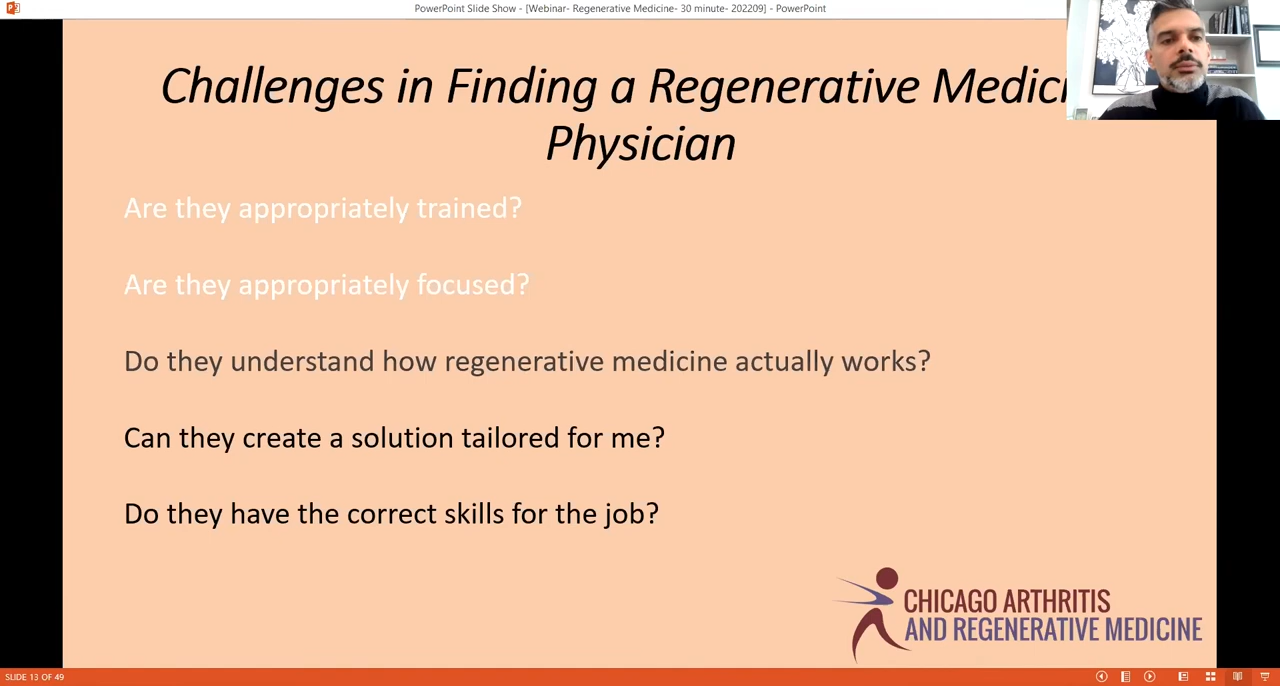 PowerPoint Slide Show - [Webinar- Regenerative Medicine- 30 minute- 202209] - PowerPoint
Challenges in Finding a Regenerative Medici
Physician
Are they appropriately trained?
Are they appropriately focused?
Do they understand how regenerative medicine actually works?
Can they create a solution tailored for me?
Do they have the correct skills for the job?
CHICAGO ARTHRITIS
AND REGENERATIVE MEDICINE
SLIDE 13 OF 49